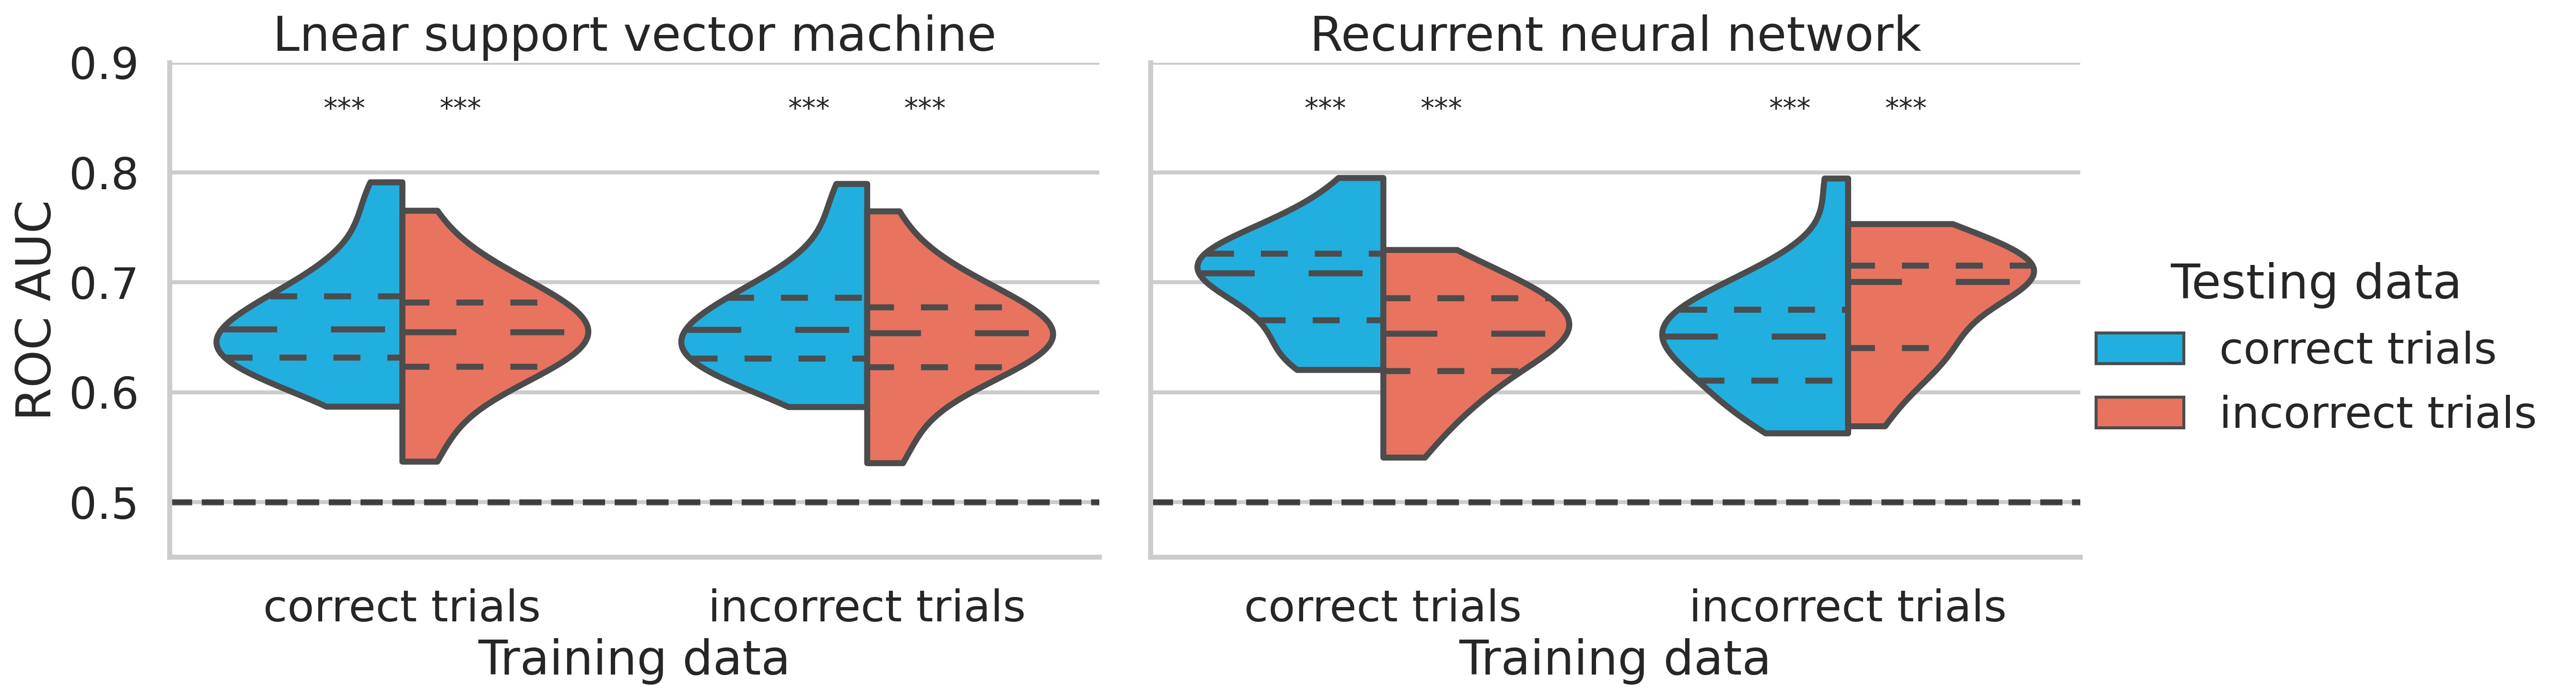 Lnear support vector machine
Recurrent neural network
0.9
0.8
0.7
0.6
0.5
ROC AUC
*** *** *** ***
*** *** *** ***
correct trials incorrect trials
Training data
correct trials incorrect trials
Training data
Testing data
correct trials
incorrect trials